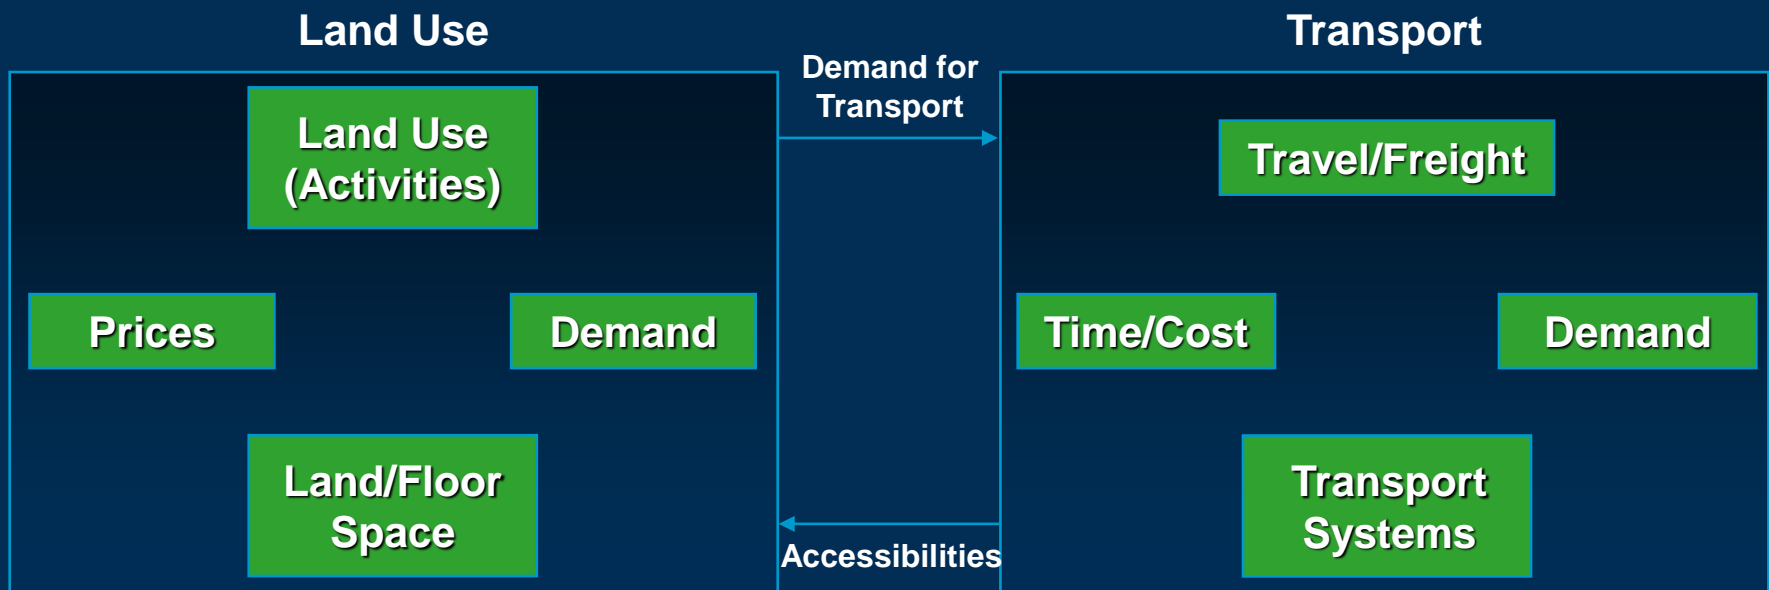 Land Use
Transport
Demand for
Transport
Land Use
(Activities)
Travel/Freight
Prices
Demand
Time/Cost
Demand
Land/Floor
Space
Transport
Systems
Accessibilities